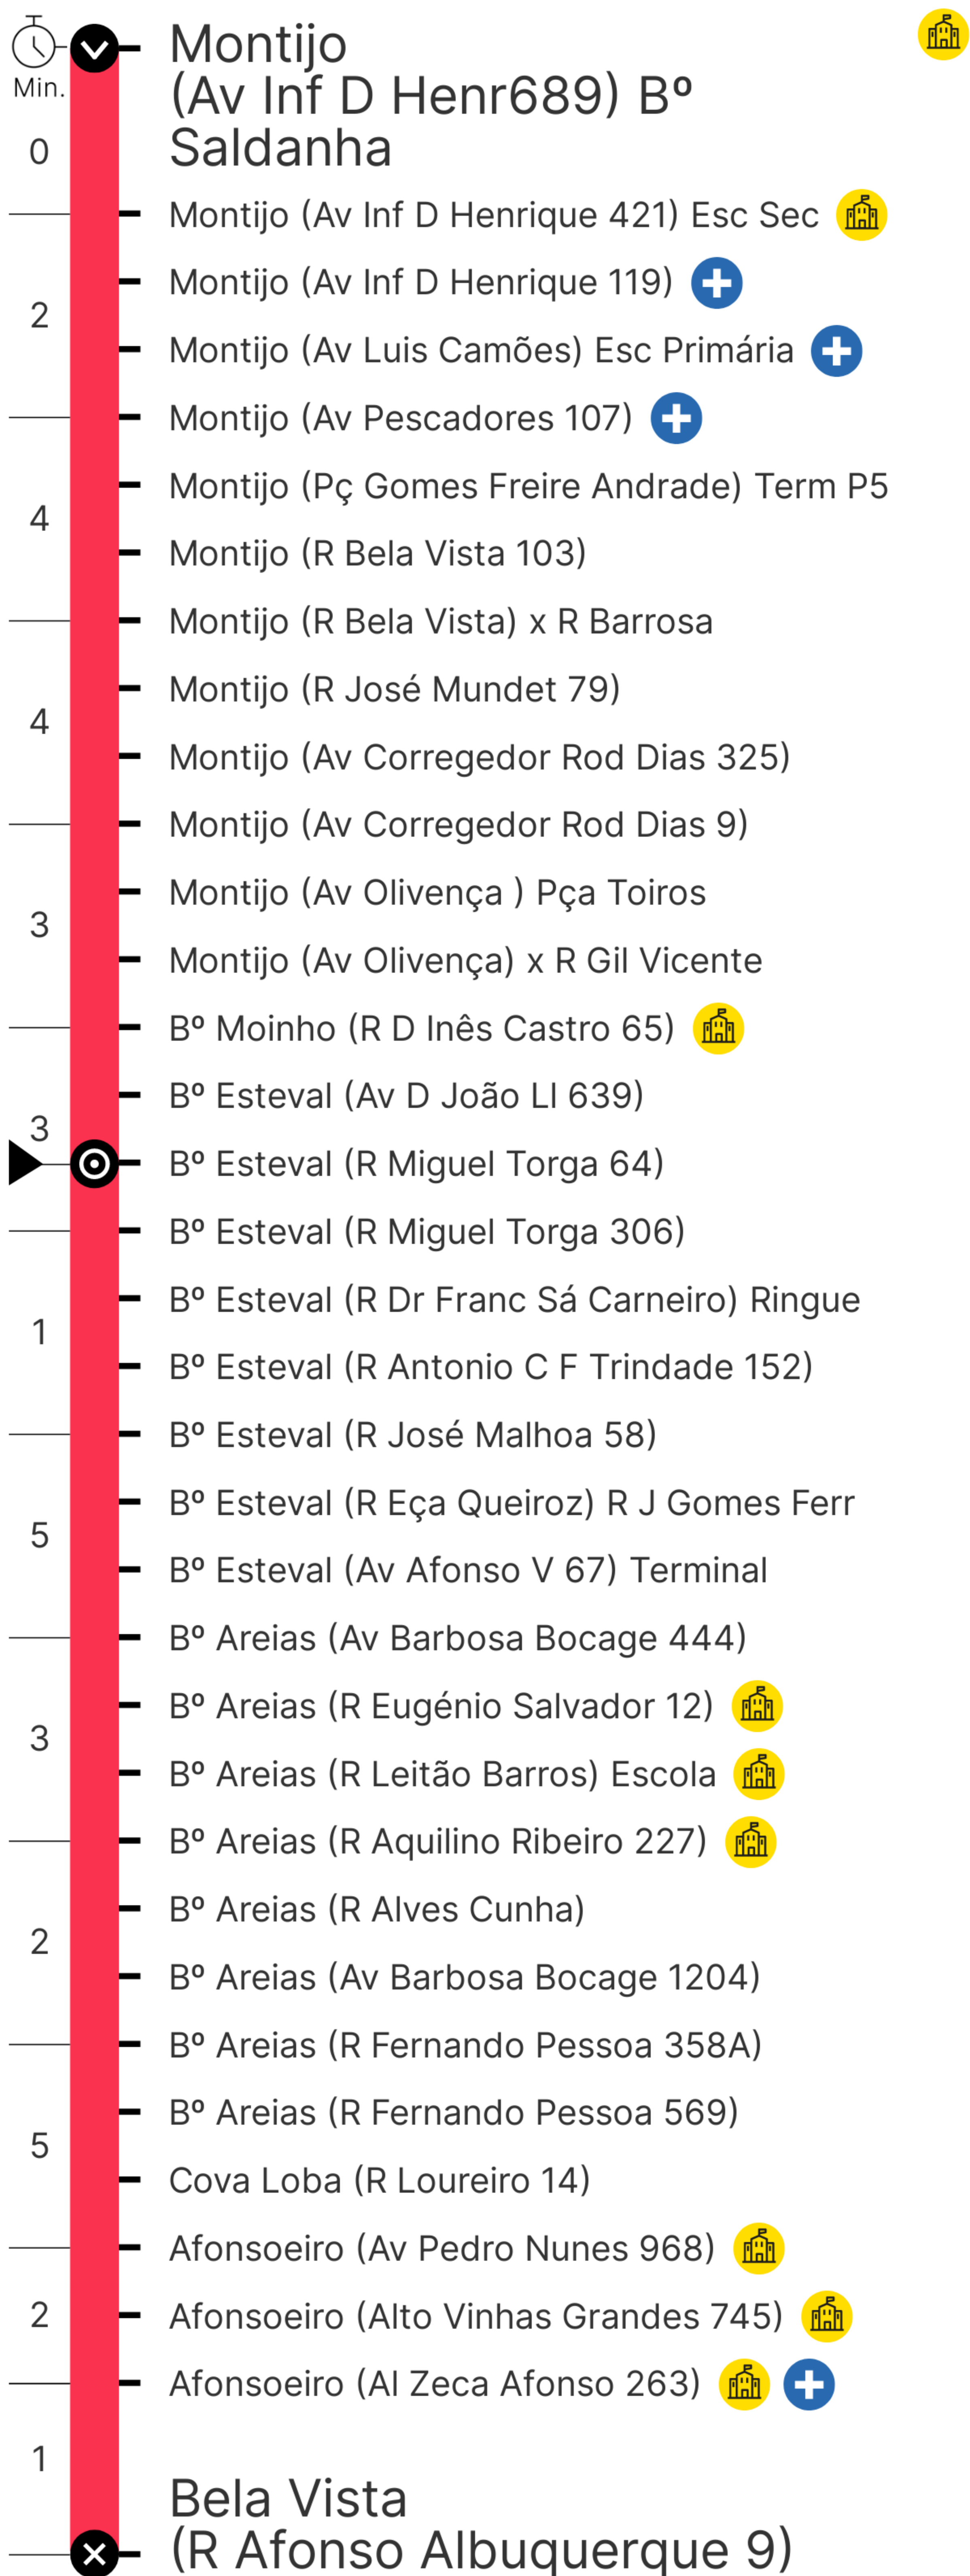 Montijo
Min.
(Av Inf D Henr689) Bº
0
Saldanha
Montijo (Av Inf D Henrique 421) Esc Sec
Montijo (Av Inf D Henrique 119)
2
Montijo (Av Luis Camões) Esc Primária
Montijo (Av Pescadores 107)
Montijo (Pç Gomes Freire Andrade) Term P5
4
Montijo (R Bela Vista 103)
Montijo (R Bela Vista) x R Barrosa
Montijo (R José Mundet 79)
4
Montijo (Av Corregedor Rod Dias 325)
Montijo (Av Corregedor Rod Dias 9)
Montijo (Av Olivença ) Pça Toiros
3
Montijo (Av Olivença) x R Gil Vicente
Bº Moinho (R D Inês Castro 65)
Bº Esteval (Av D João LI 639)
3
Bº Esteval (R Miguel Torga 64)
Bº Esteval (R Miguel Torga 306)
Bº Esteval (R Dr Franc Sá Carneiro) Ringue
1
Bº Esteval (R Antonio C F Trindade 152)
Bº Esteval (R José Malhoa 58)
Bº Esteval (R Eça Queiroz) R J Gomes Ferr
5
Bº Esteval (Av Afonso V 67) Terminal
Bº Areias (Av Barbosa Bocage 444)
Bº Areias (R Eugénio Salvador 12)
3
Bº Areias (R Leitão Barros) Escola
Bº Areias (R Aquilino Ribeiro 227)
Bº Areias (R Alves Cunha)
2
Bº Areias (Av Barbosa Bocage 1204)
Bº Areias (R Fernando Pessoa 358A)
Bº Areias (R Fernando Pessoa 569)
5
Cova Loba (R Loureiro 14)
Afonsoeiro (Av Pedro Nunes 968)
2
Afonsoeiro (Alto Vinhas Grandes 745)
Afonsoeiro (Al Zeca Afonso 263)
1
Bela Vista
(R Afonso Albuquerque 9)